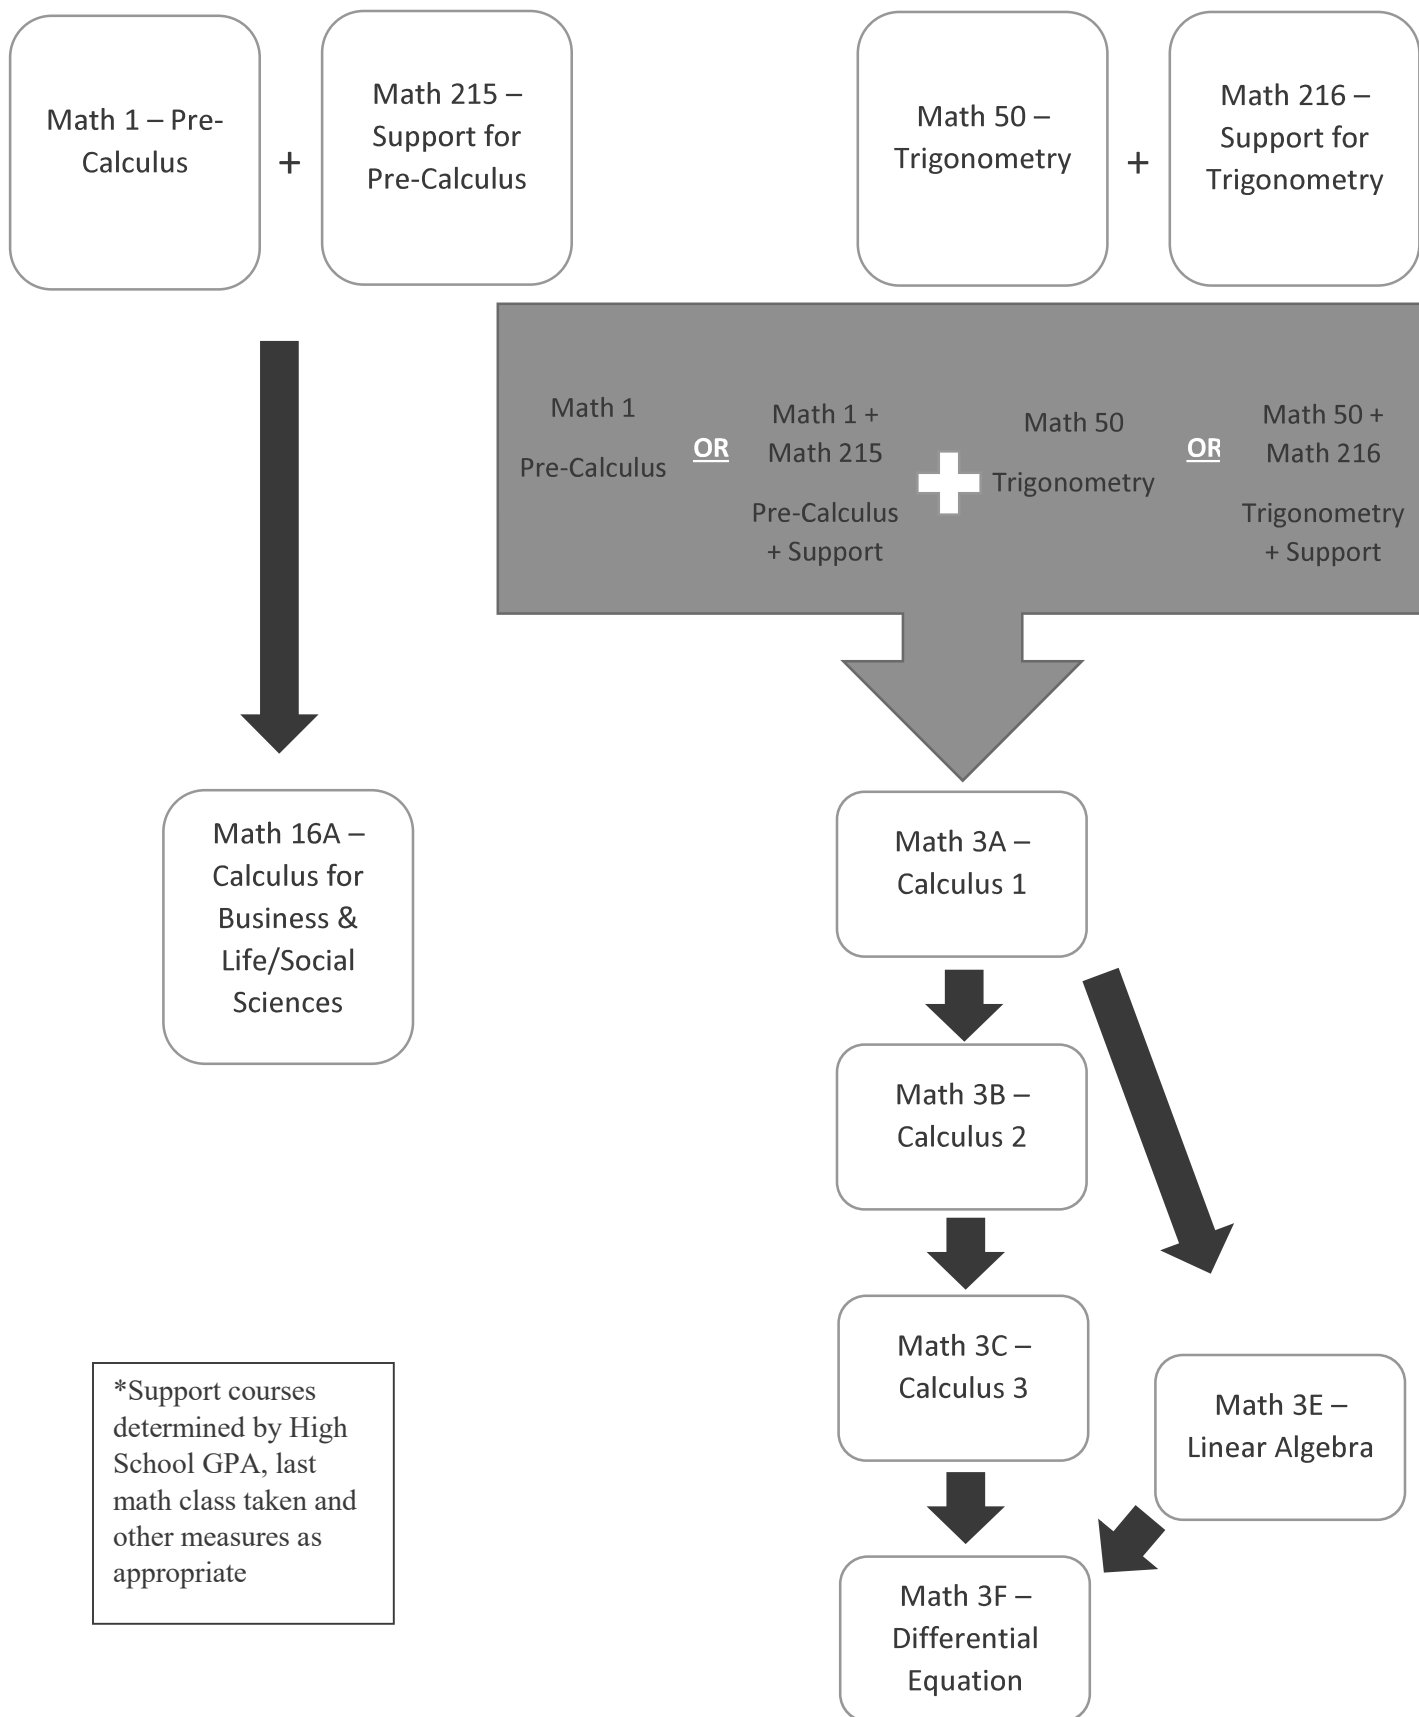 Math 1 – Pre-
Calculus
+
Math 215 –
Support for
Pre-Calculus
Math 50 –
Trigonometry
+
Math 216 –
Support for
Trigonometry
Math 1
Pre-Calculus
OR
Math 1 +
Math 215
Pre-Calculus
+ Support
Math 50
Trigonometry
OR
Math 50 +
Math 216
Trigonometry
+ Support
Math 16A –
Calculus for
Business &
Life/Social
Sciences
Math 3A –
Calculus 1
Math 3B –
Calculus 2
Math 3C –
Calculus 3
Math 3E –
Linear Algebra
*Support courses
determined by High
School GPA, last
math class taken and
other measures as
appropriate
Math 3F –
Differential
Equation